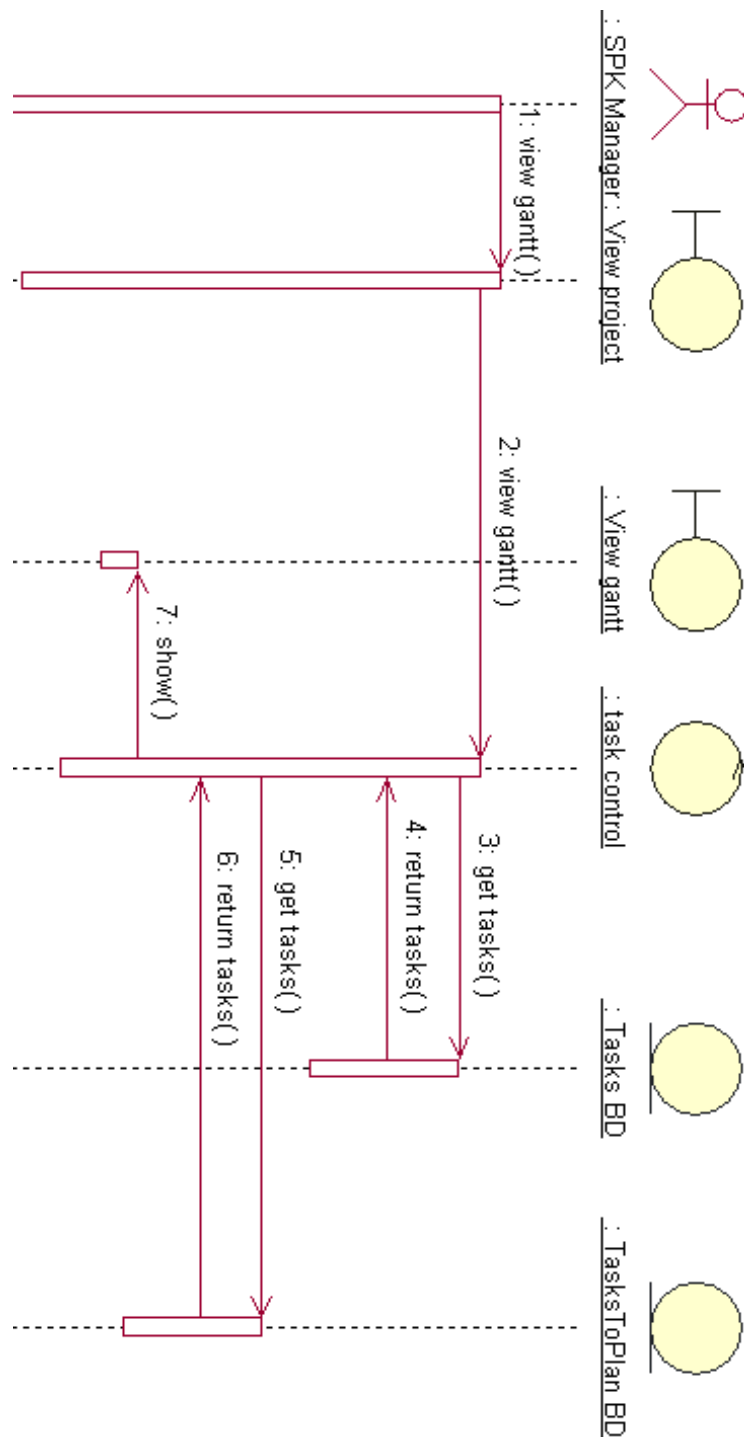 : SPK Manager
: View project
: View gantt
: task control
: Tasks BD
: TasksToPlan BD
1: view gantt( )
2: view gantt( )
3: get tasks( )
4: return tasks( )
5: get tasks( )
6: return tasks( )
7: show( )